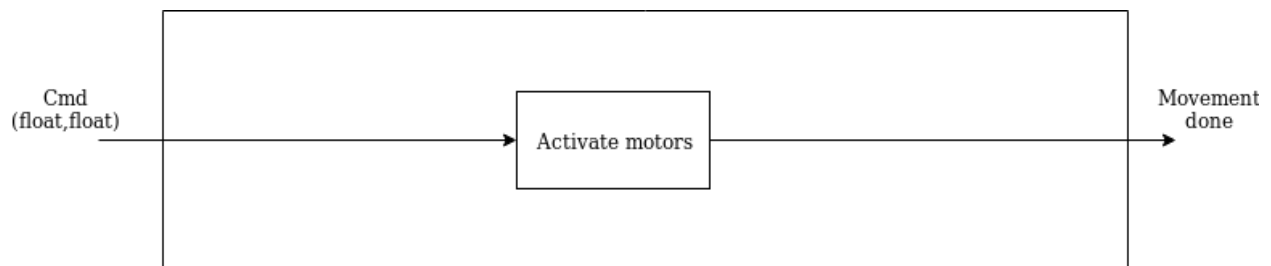 Cmd
(float,float)
Activate motors
Movement
done